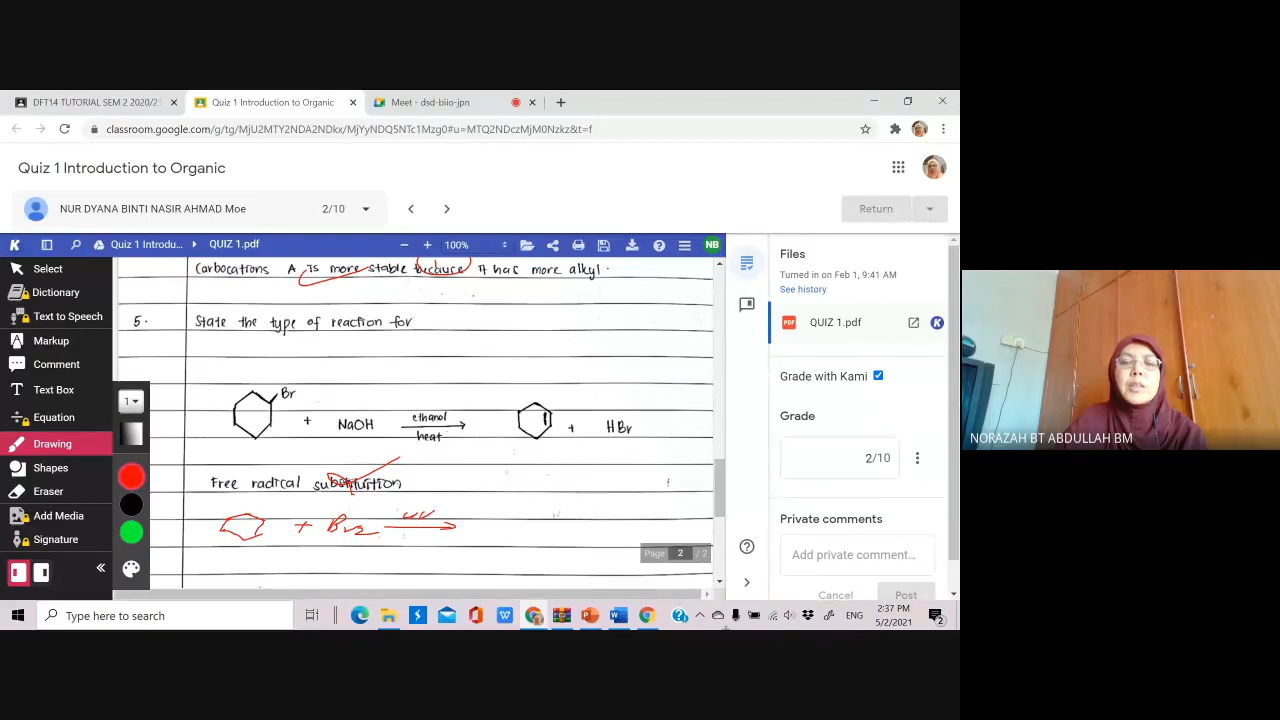 DFT14 TUTORIAL SEM 2 2020/21
Quiz 1 Introduction to Organic
Meet - dsd-biio-jpn
classroom.google.com/g/tg/MjU2MTY2NDA2NDkx/MjYyNDQ5NTc1Mzg0#u=MTQ2NDczMjM0Nzkz&t=f
Quiz 1 Introduction to Organic
NUR DYANA BINTI NASIR AHMAD Moe
2/10
Return
K
Quiz 1 Introdu...
QUIZ 1.pdf
100%
NB
Select
Dictionary
Text to Speech
Markup
Comment
Text Box
Equation
Drawing
Shapes
Eraser
Add Media
Signature
1
Carbocations A is more stable because it has more alkyl.
5. State the type of reaction for
Br
+ NaOH ethanol
heat
+ HBr
Free radical substitution
+ Br2 uv
Page 2 / 2
Files
Turned in on Feb 1, 9:41 AM
See history
PDF QUIZ 1.pdf
Grade with Kami
Grade
2/10
Private comments
Add private comment...
Cancel
Post
NORAZAH BT ABDULLAH BM
Type here to search
ENG
2:37 PM
5/2/2021
2